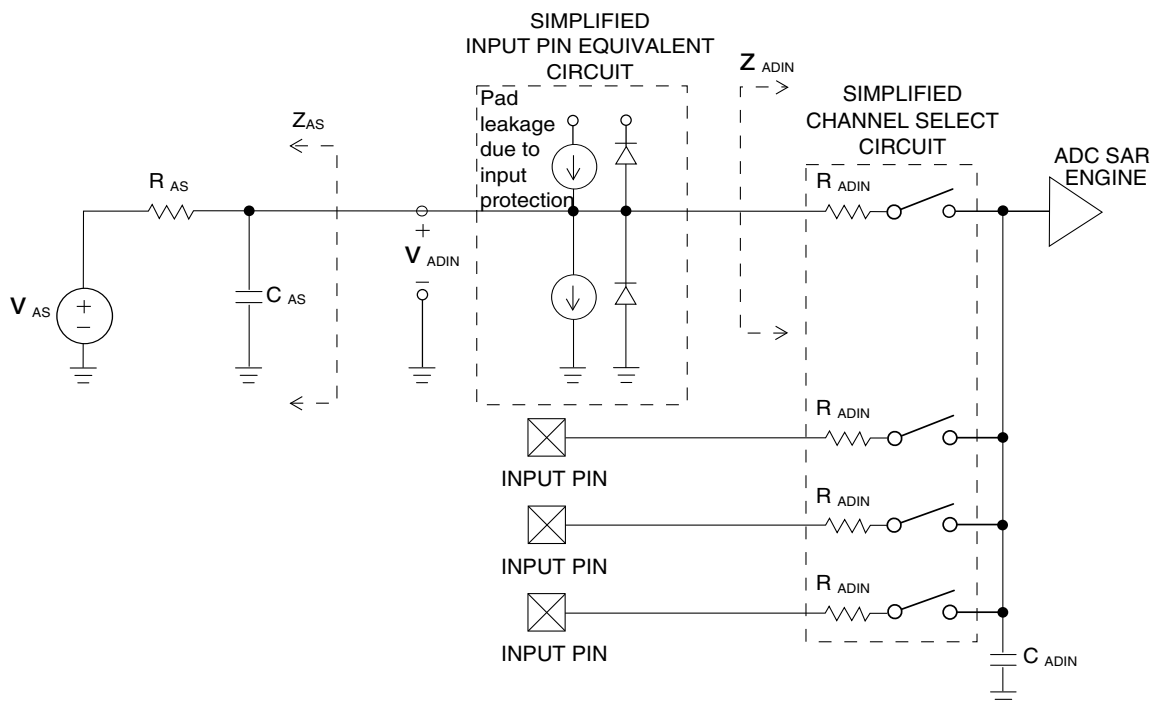 SIMPLIFIED
INPUT PIN EQUIVALENT
CIRCUIT
Pad
leakage
due to
input
protection
Z ADIN
SIMPLIFIED
CHANNEL SELECT
CIRCUIT
ADC SAR
ENGINE
ZAS
R AS
R ADIN
+
V ADIN
−
V AS
+
−
C AS
R ADIN
INPUT PIN
R ADIN
INPUT PIN
R ADIN
INPUT PIN
C ADIN